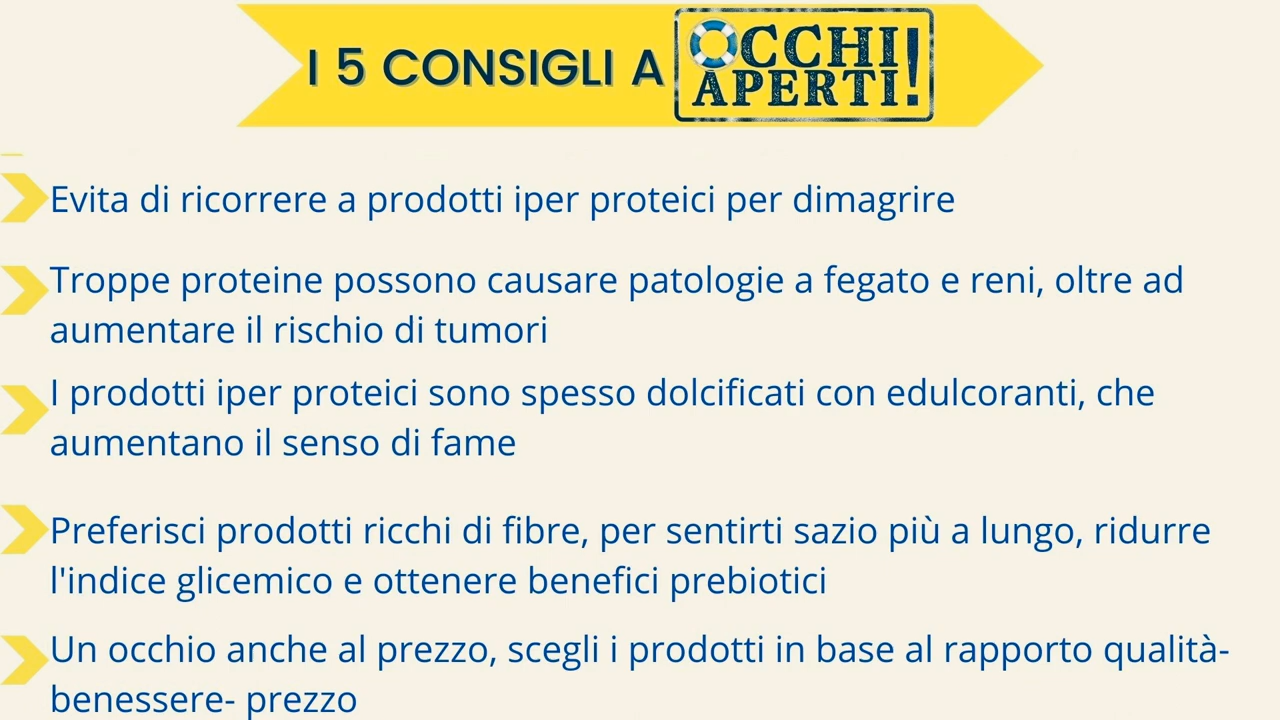 I 5 CONSIGLI A OCCHI APERTI!
Evita di ricorrere a prodotti iper proteici per dimagrire
Troppe proteine possono causare patologie a fegato e reni, oltre ad
aumentare il rischio di tumori
I prodotti iper proteici sono spesso dolcificati con edulcoranti, che
aumentano il senso di fame
Preferisci prodotti ricchi di fibre, per sentirti sazio più a lungo, ridurre
l'indice glicemico e ottenere benefici prebiotici
Un occhio anche al prezzo, scegli i prodotti in base al rapporto qualità-
benessere- prezzo